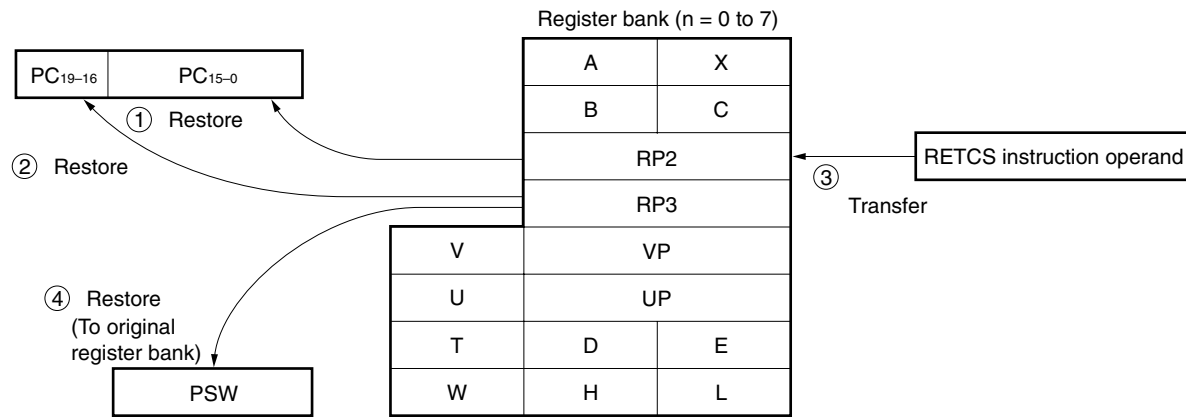 Register bank (n = 0 to 7)
PC19–16 PC15–0
A X
B C
① Restore
② Restore
RP2
RETCS instruction operand
③
Transfer
RP3
V VP
U UP
④ Restore
(To original
register bank)
T D E
PSW
W H L